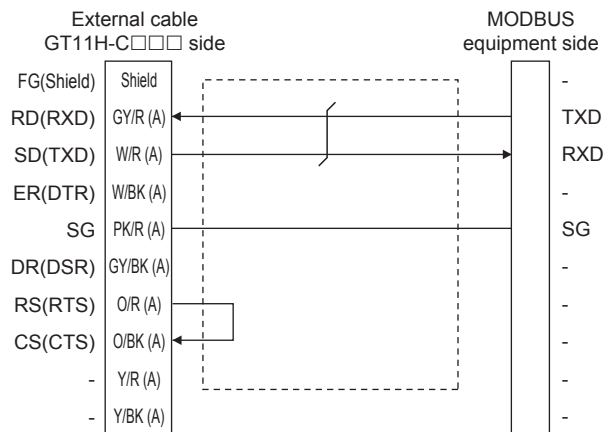 External cable
GT11H-C□□□ side
MODBUS
equipment side
FG(Shield) Shield -
RD(RXD) GY/R (A) TXD
SD(TXD) W/R (A) RXD
ER(DTR) W/BK (A) -
SG PK/R (A) SG
DR(DSR) GY/BK (A) -
RS(RTS) O/R (A) -
CS(CTS) O/BK (A) -
- Y/R (A) -
- Y/BK (A) -